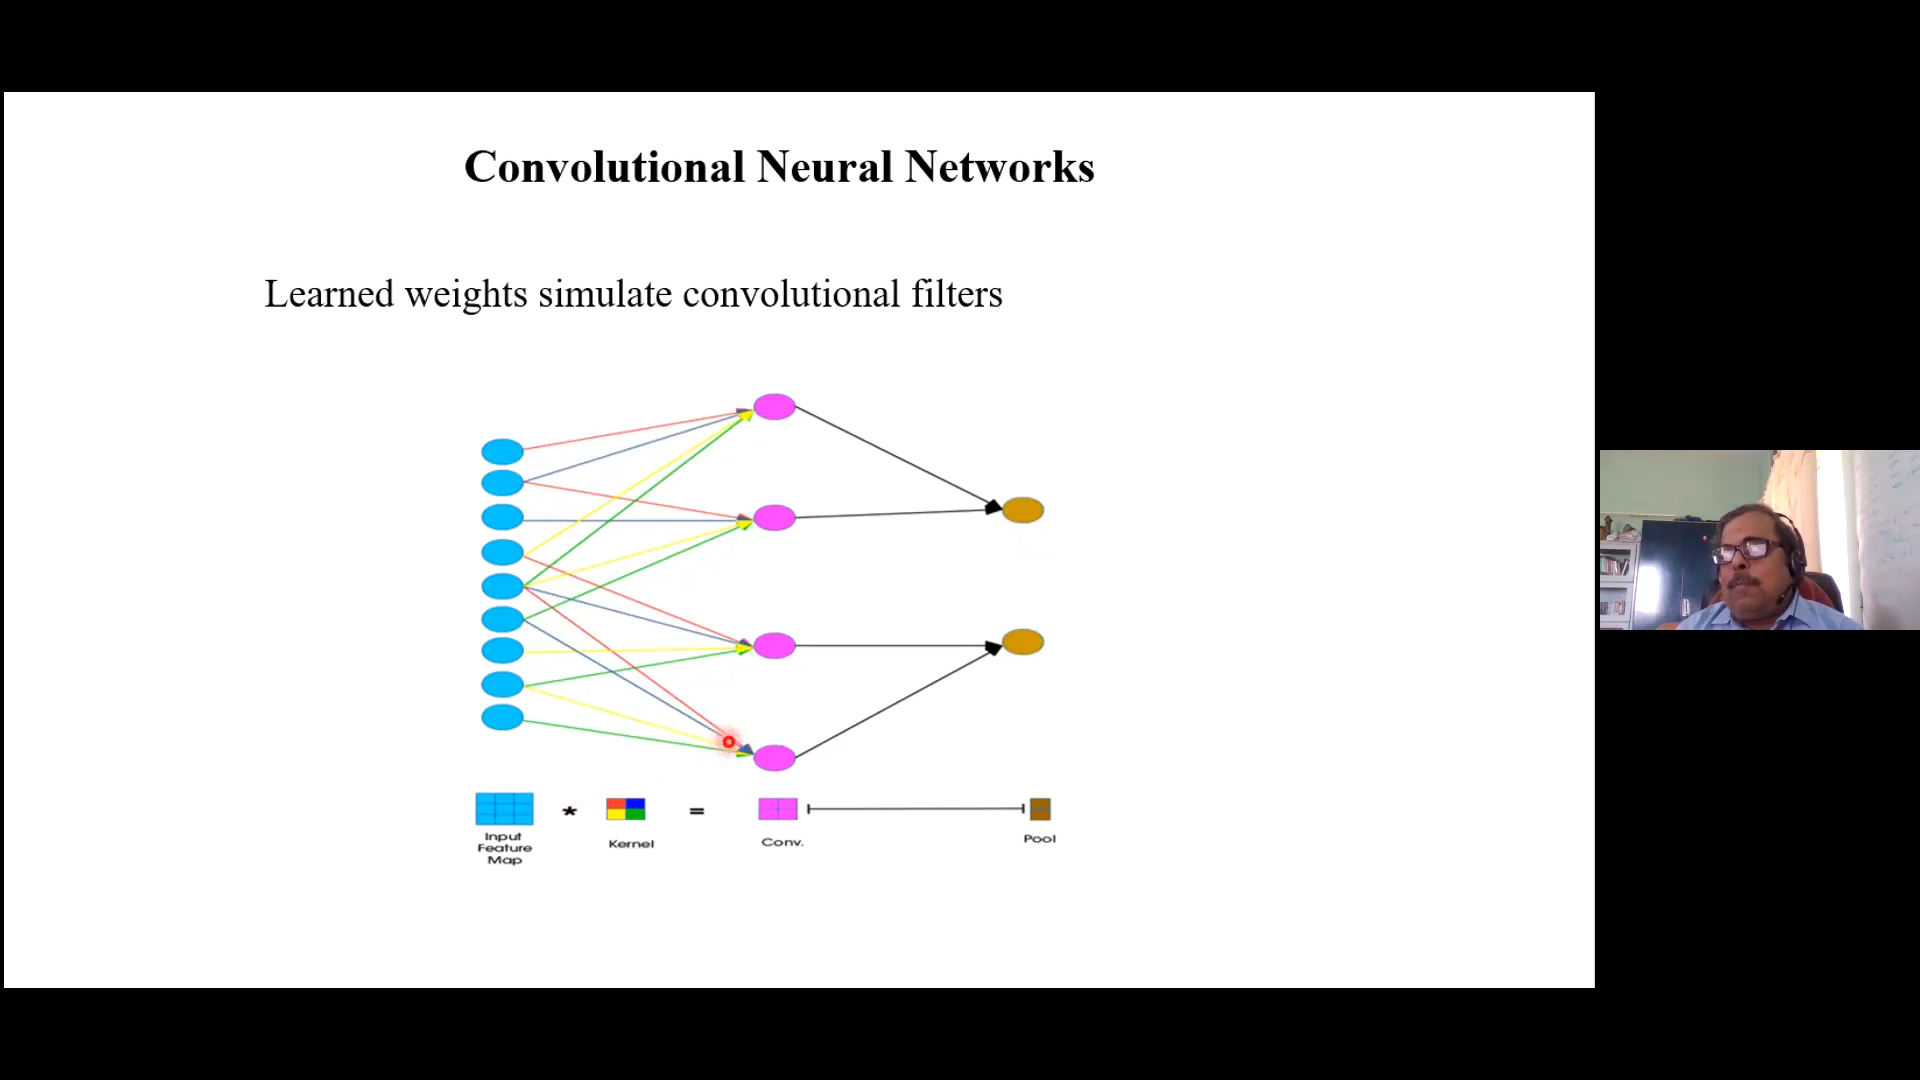 Convolutional Neural Networks
Learned weights simulate convolutional filters
* =
Input
Feature
Map
Kernel
Conv.
Pool